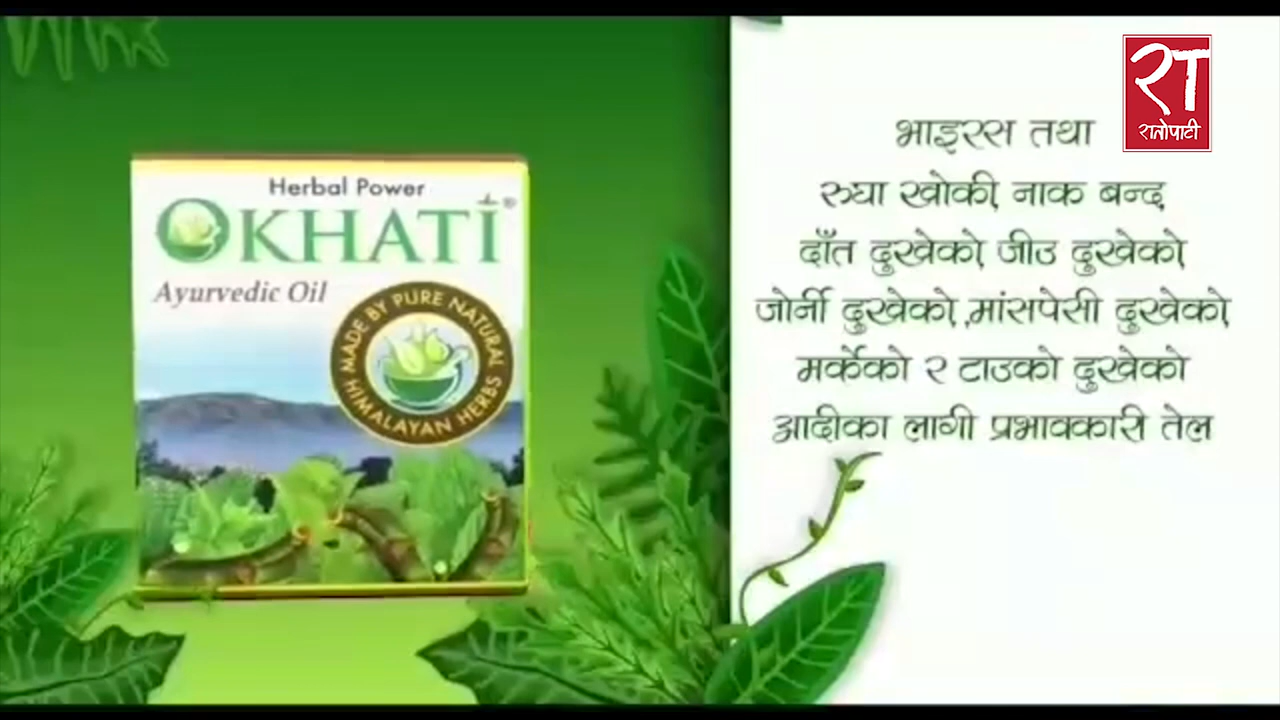 Herbal Power
OKHATI®
Ayurvedic Oil
MADE BY PURE NATURAL
HIMALAYAN HERBS
रा
रातोपाटी
भाइरस तथा
रुघा खोकी, नाक बन्द,
दाँत दुखेको, जीउ दुखेको,
जोर्नी दुखेको,मांसपेसी दुखेको,
मर्केको र टाउको दुखेको
आदीका लागी प्रभावकारी तेल